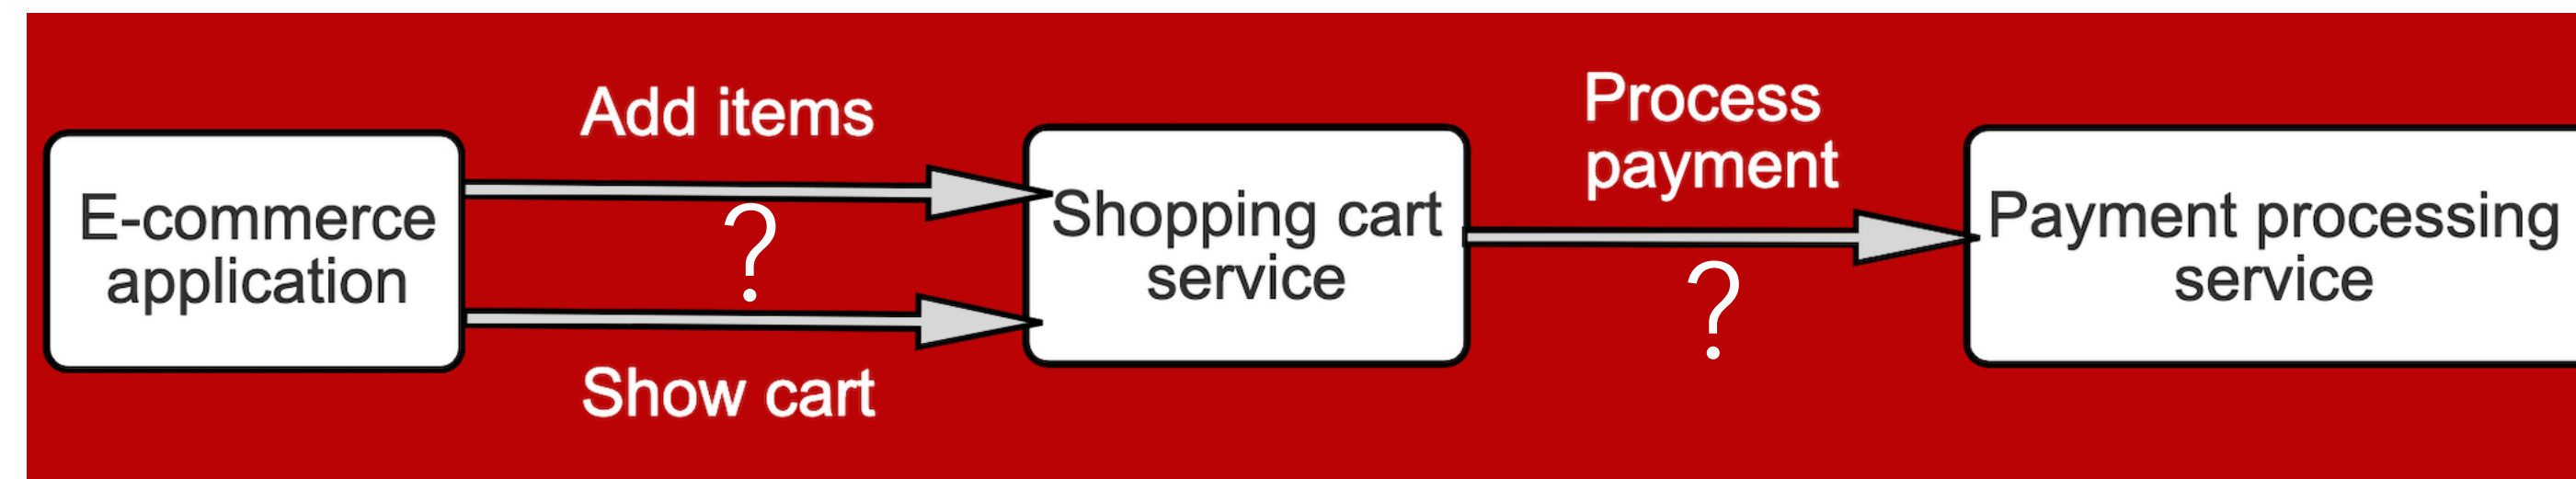 E-commerce
application
Add items
?
Show cart
Shopping cart
service
Process
payment
?
Payment processing
service